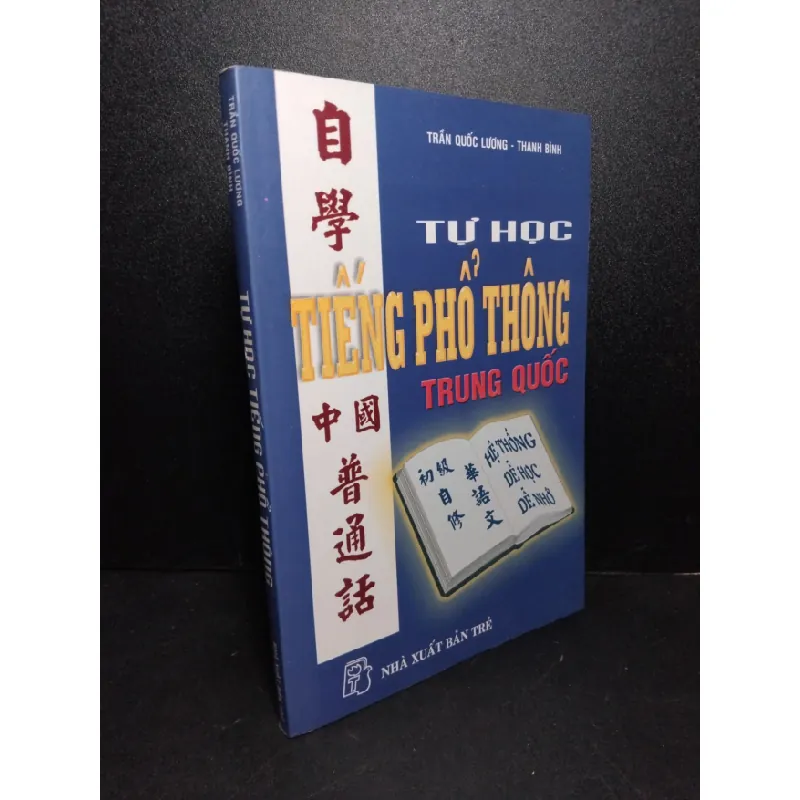 TRẦN QUỐC LƯƠNG
THANH BÌNH
TỰ HỌC TIẾNG PHỔ THÔNG
TRẦN QUỐC LƯƠNG - THANH BÌNH
自學
TỰ HỌC
TIẾNG PHỔ THÔNG
TRUNG QUỐC
中國
普通話
初級
自修
華語文
HỆ THỐNG
DỄ HỌC
DỄ NHỚ
NHÀ XUẤT BẢN TRẺ